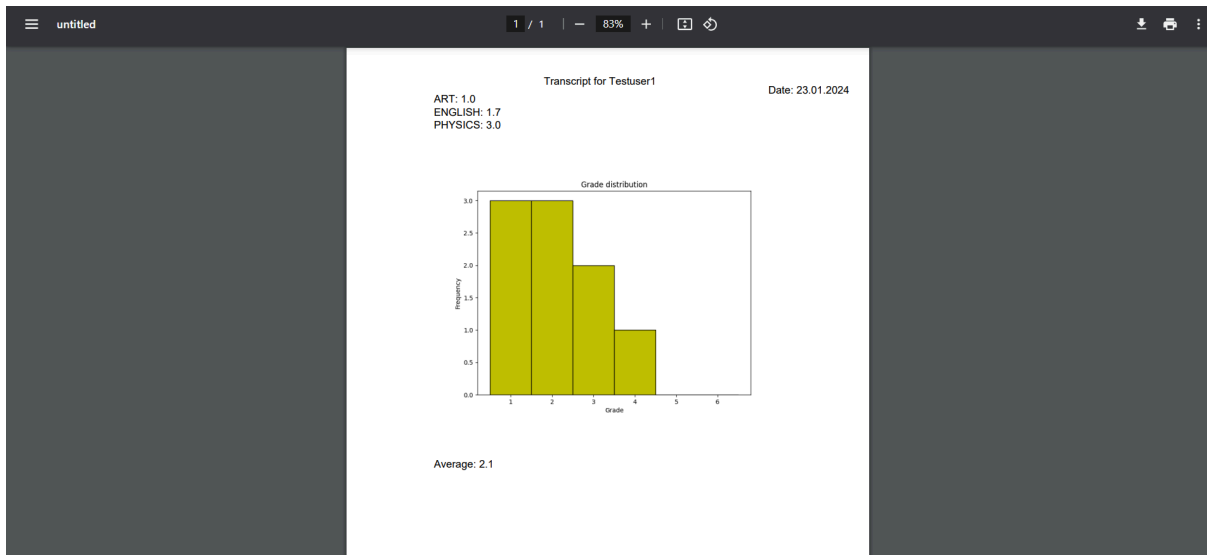 untitled
1 / 1
83%
Transcript for Testuser1
Date: 23.01.2024
ART: 1.0
ENGLISH: 1.7
PHYSICS: 3.0
Grade distribution
3.0
2.5
2.0
1.5
1.0
0.5
0.0
Frequency
1 2 3 4 5 6
Grade
Average: 2.1